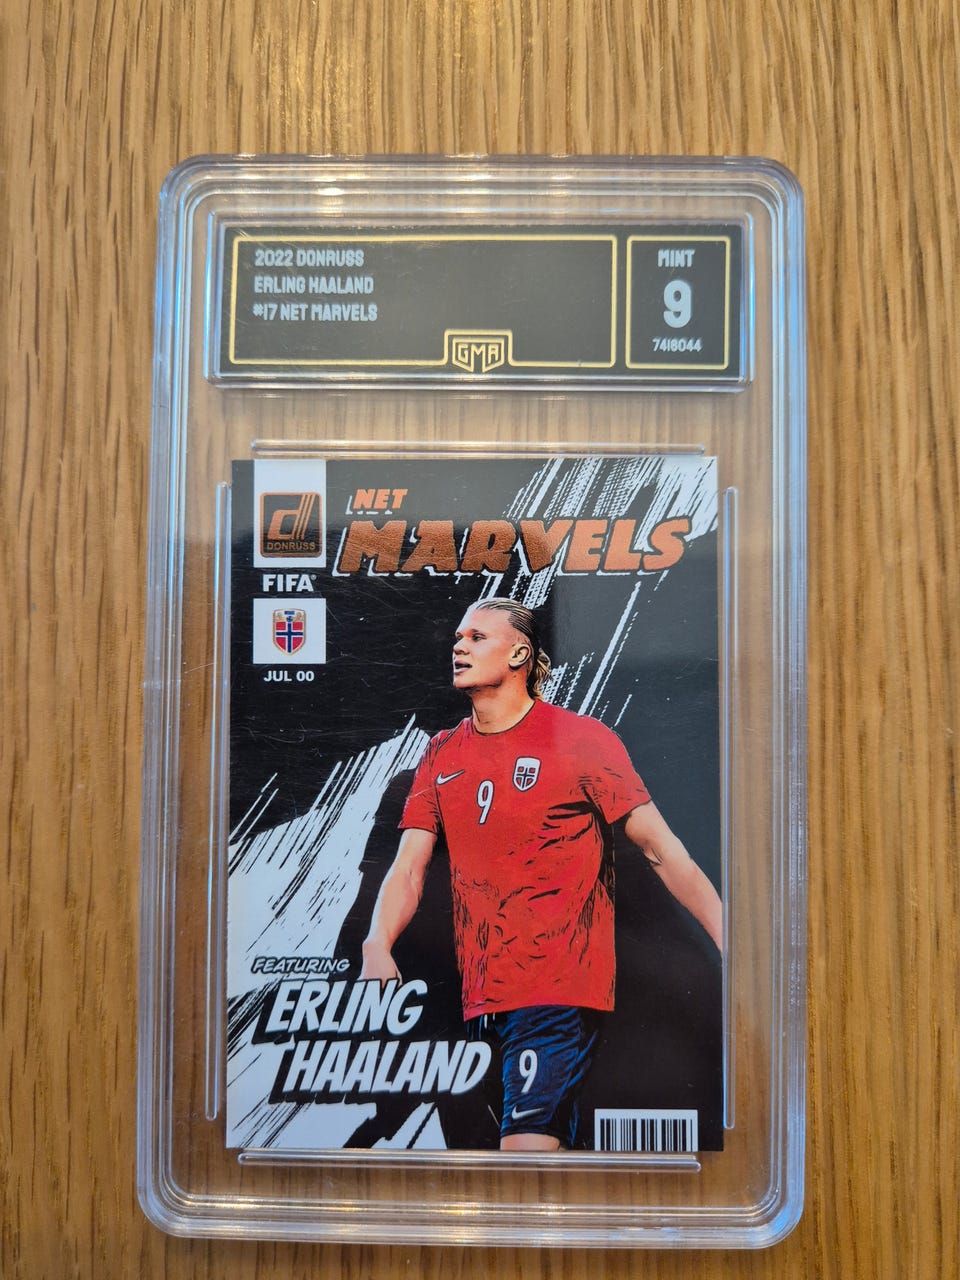 2022 DONRUSS
ERLING HAALAND
#17 NET MARVELS
GMA
MINT
9
7418044
NET
MARVELS
d
DONRUSS
FIFA®
JUL 00
9
FEATURING
ERLING
HAALAND
9